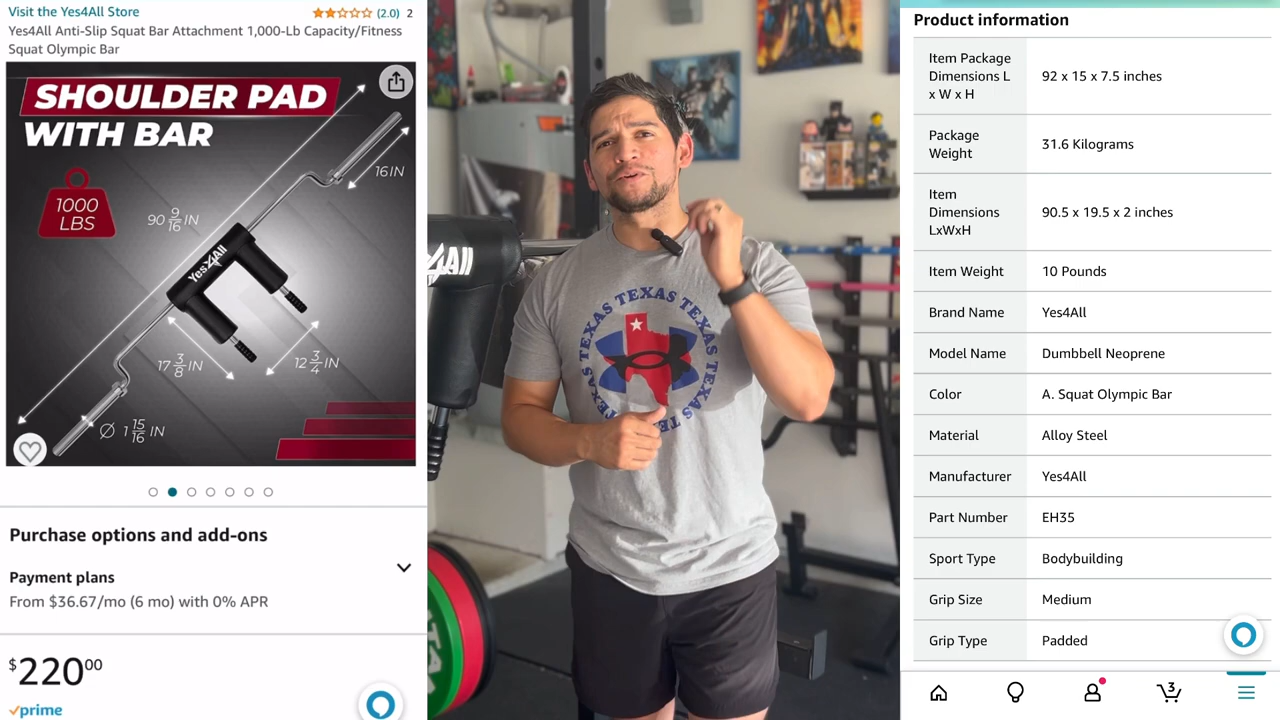 Visit the Yes4All Store
(2.0) 2
Yes4All Anti-Slip Squat Bar Attachment 1,000-Lb Capacity/Fitness
Squat Olympic Bar
SHOULDER PAD
WITH BAR
1000
LBS
90 9/16 IN
16 IN
Yes4All
17 3/8 IN
12 3/4 IN
Ø 1 15/16 IN
Purchase options and add-ons
Payment plans
From $36.67/mo (6 mo) with 0% APR
$220.00
prime
4All
TEXAS TEXAS TEXAS TEXAS TEXAS TEXAS
Product information
Item Package
Dimensions L
x W x H
92 x 15 x 7.5 inches
Package
Weight
31.6 Kilograms
Item
Dimensions
LxWxH
90.5 x 19.5 x 2 inches
Item Weight
10 Pounds
Brand Name
Yes4All
Model Name
Dumbbell Neoprene
Color
A. Squat Olympic Bar
Material
Alloy Steel
Manufacturer
Yes4All
Part Number
EH35
Sport Type
Bodybuilding
Grip Size
Medium
Grip Type
Padded
3